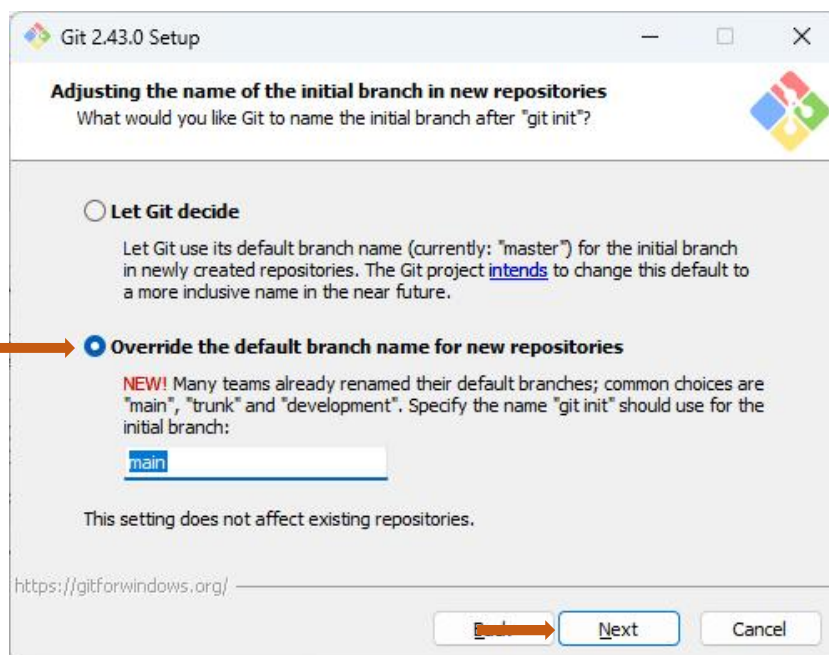 Git 2.43.0 Setup
Adjusting the name of the initial branch in new repositories
What would you like Git to name the initial branch after "git init"?
Let Git decide
Let Git use its default branch name (currently: "master") for the initial branch
in newly created repositories. The Git project intends to change this default to
a more inclusive name in the near future.
Override the default branch name for new repositories
NEW! Many teams already renamed their default branches; common choices are
"main", "trunk" and "development". Specify the name "git init" should use for the
initial branch:
main
This setting does not affect existing repositories.
https://gitforwindows.org/
Next Cancel